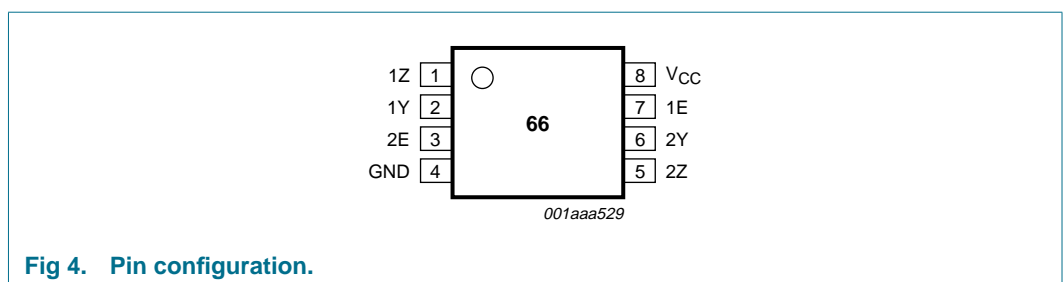 1Z 1 8 VCC
1Y 2 66 7 1E
2E 3 6 2Y
GND 4 5 2Z
001aaa529
Fig 4. Pin configuration.